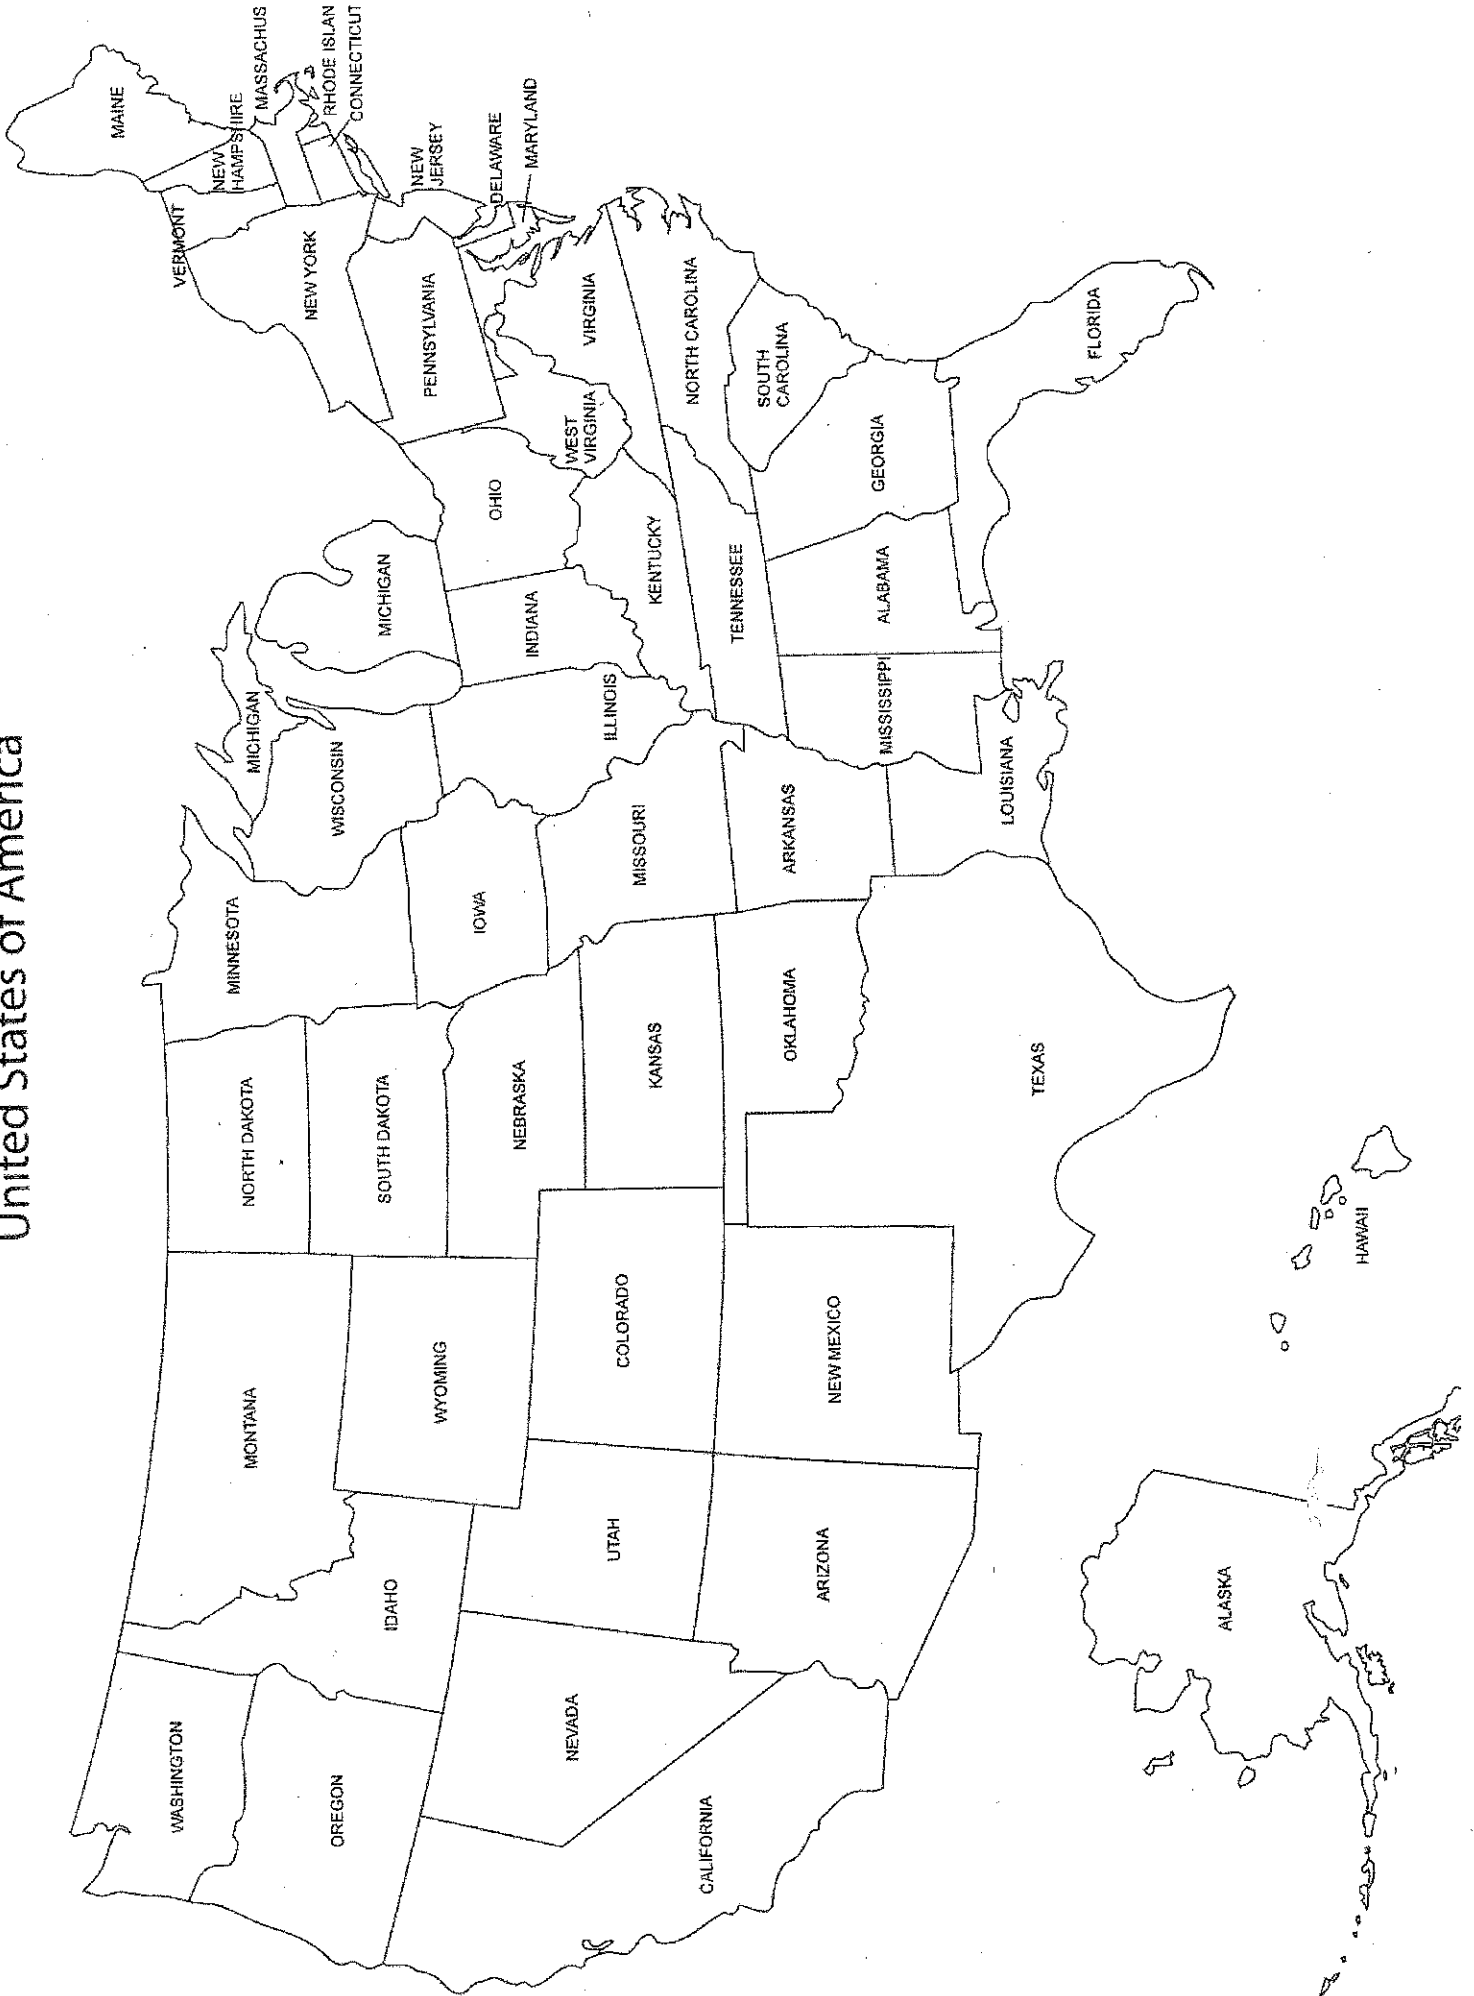 United States of America
MAINE
VERMONT
NEW
HAMPSHIRE
MASSACHUS
RHODE ISLAN
CONNECTICUT
NEW YORK
NEW
JERSEY
PENNSYLVANIA
DELAWARE
MARYLAND
WASHINGTON
MONTANA
NORTH DAKOTA
MINNESOTA
MICHIGAN
WISCONSIN
MICHIGAN
OREGON
IDAHO
WYOMING
SOUTH DAKOTA
IOWA
NEBRASKA
ILLINOIS
INDIANA
OHIO
WEST
VIRGINIA
VIRGINIA
NEVADA
UTAH
COLORADO
KANSAS
MISSOURI
KENTUCKY
NORTH CAROLINA
CALIFORNIA
TENNESSEE
SOUTH
CAROLINA
ARIZONA
NEW MEXICO
OKLAHOMA
ARKANSAS
MISSISSIPPI
ALABAMA
GEORGIA
TEXAS
LOUISIANA
FLORIDA
ALASKA
HAWAII